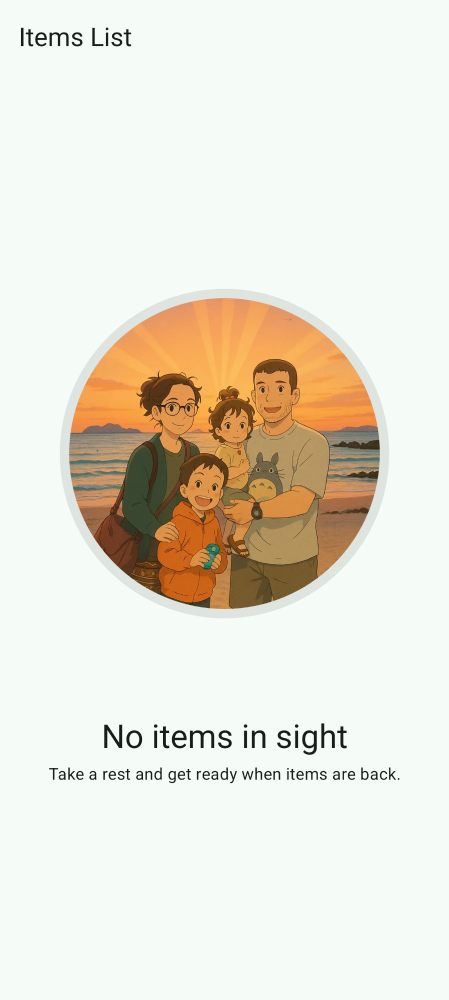 Items List
No items in sight
Take a rest and get ready when items are back.